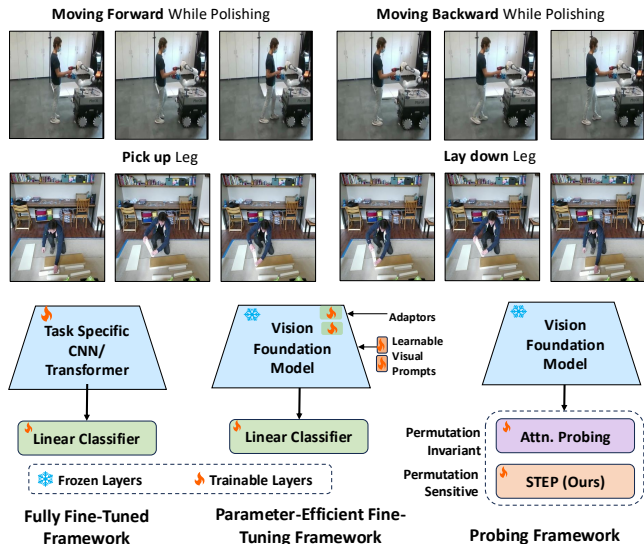 Moving Forward While Polishing
Moving Backward While Polishing
Pick up Leg
Lay down Leg
Task Specific
CNN/
Transformer
Linear Classifier
Vision
Foundation
Model
Adaptors
Learnable
Visual
Prompts
Linear Classifier
Vision
Foundation
Model
Permutation
Invariant
Attn. Probing
Permutation
Sensitive
STEP (Ours)
Frozen Layers
Trainable Layers
Fully Fine-Tuned
Framework
Parameter-Efficient Fine-
Tuning Framework
Probing Framework